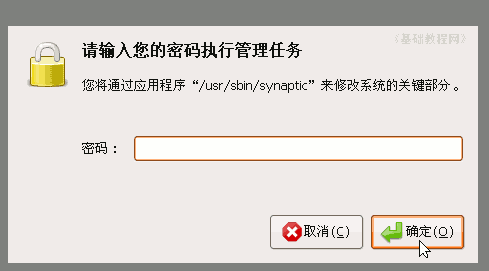 《基础教程网》
请输入您的密码执行管理任务
您将通过应用程序“/usr/sbin/synaptic”来修改系统的关键部分。
密码：
取消(C) 确定(O)